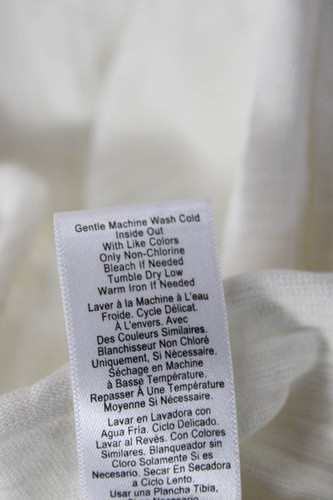 Gentle Machine Wash Cold
Inside Out
With Like Colors
Only Non-Chlorine
Bleach If Needed
Tumble Dry Low
Warm Iron If Needed
Laver à la Machine à L'eau
Froide. Cycle Délicat.
À L'envers. Avec
Des Couleurs Similaires.
Blanchisseur Non Chloré
Uniquement, Si Nécessaire.
Séchage en Machine
à Basse Température.
Repasser À Une Température
Moyenne Si Nécessaire.
Lavar en Lavadora con
Agua Fria. Ciclo Delicado.
Lavar al Revés. Con Colores
Similares. Blanqueador sin
Cloro Solamente Si es
Necesario. Secar En Secadora
a Ciclo Lento.
Usar una Plancha Tibia,